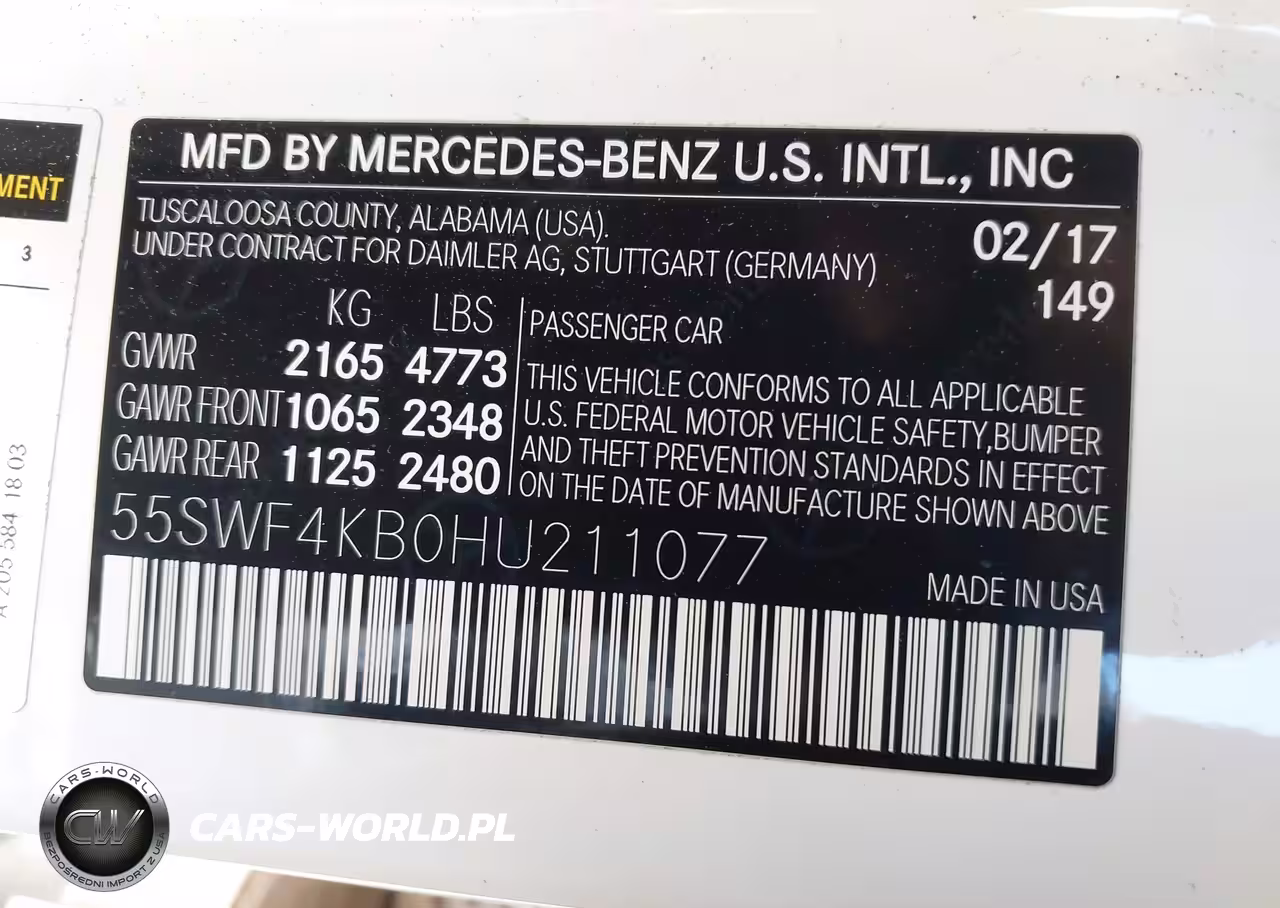 MENT
3
A 205 584 18 03
MFD BY MERCEDES-BENZ U.S. INTL., INC
TUSCALOOSA COUNTY, ALABAMA (USA).
UNDER CONTRACT FOR DAIMLER AG, STUTTGART (GERMANY)
02/17
149
KG LBS
GVWR 2165 4773
GAWR FRONT 1065 2348
GAWR REAR 1125 2480
PASSENGER CAR
THIS VEHICLE CONFORMS TO ALL APPLICABLE
U.S. FEDERAL MOTOR VEHICLE SAFETY,BUMPER
AND THEFT PREVENTION STANDARDS IN EFFECT
ON THE DATE OF MANUFACTURE SHOWN ABOVE
55SWF4KB0HU211077
MADE IN USA
CARS-WORLD
CW
BEZPOŚREDNI IMPORT Z USA
CARS-WORLD.PL